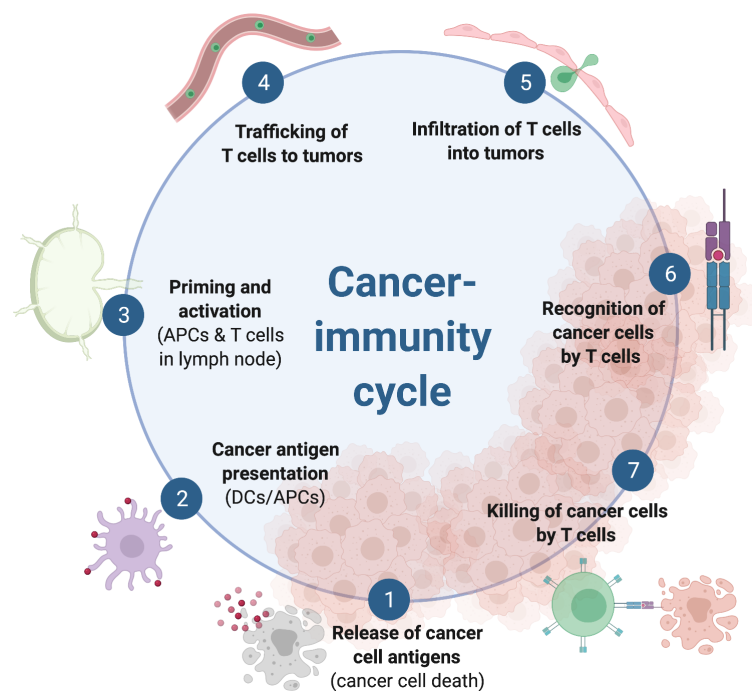 Cancer-
immunity
cycle
1
Release of cancer
cell antigens
(cancer cell death)
2
Cancer antigen
presentation
(DCs/APCs)
3
Priming and
activation
(APCs & T cells
in lymph node)
4
Trafficking of
T cells to tumors
5
Infiltration of T cells
into tumors
6
Recognition of
cancer cells
by T cells
7
Killing of cancer cells
by T cells